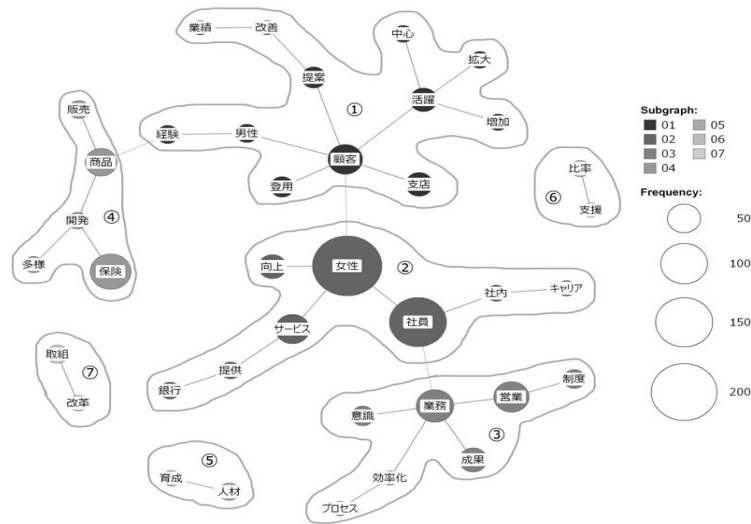 業績
改善
中心
拡大
提案
①
活躍
増加
販売
経験
男性
顧客
商品
登用
支店
④
開発
多様
保険
向上
女性
②
社内
キャリア
サービス
社員
提供
銀行
取組
⑦
改革
業務
営業
制度
意識
③
成果
効率化
プロセス
⑤
育成
人材
比率
⑥
支援
Subgraph:
01
02
03
04
05
06
07
Frequency:
50
100
150
200